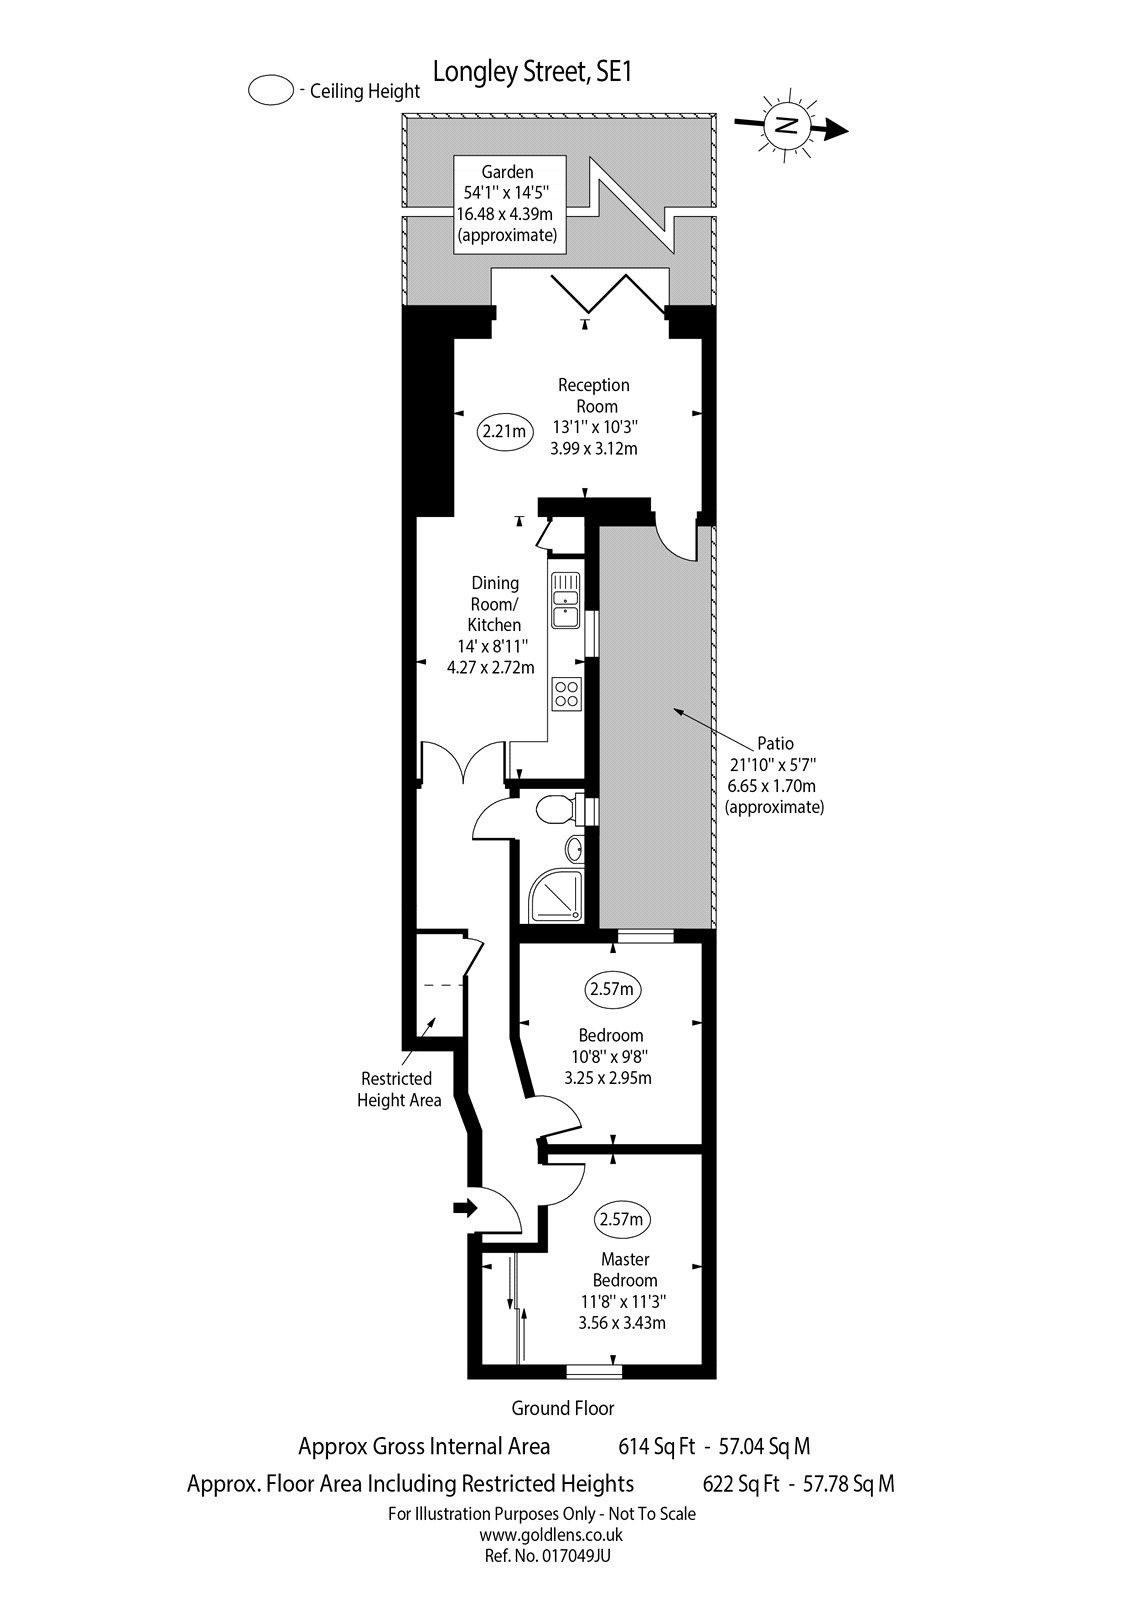 Longley Street, SE1
- Ceiling Height
N
Garden
54'1'' x 14'5''
16.48 x 4.39m
(approximate)
Reception
Room
13'1'' x 10'3''
3.99 x 3.12m
2.21m
Dining
Room/
Kitchen
14' x 8'11''
4.27 x 2.72m
Patio
21'10'' x 5'7''
6.65 x 1.70m
(approximate)
2.57m
Bedroom
10'8'' x 9'8''
3.25 x 2.95m
Restricted
Height Area
2.57m
Master
Bedroom
11'8'' x 11'3''
3.56 x 3.43m
Ground Floor
Approx Gross Internal Area 614 Sq Ft - 57.04 Sq M
Approx. Floor Area Including Restricted Heights 622 Sq Ft - 57.78 Sq M
For Illustration Purposes Only - Not To Scale
www.goldlens.co.uk
Ref. No. 017049JU